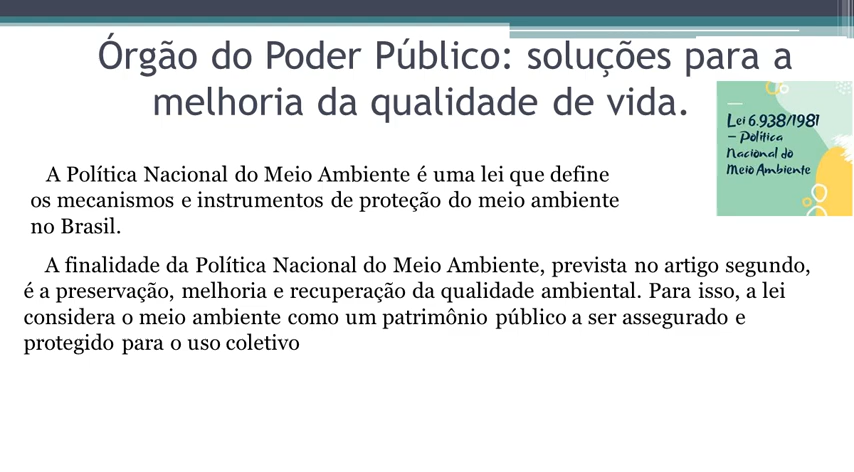 Órgão do Poder Público: soluções para a
melhoria da qualidade de vida.
Lei 6.938/1981
– Política
Nacional do
Meio Ambiente
A Política Nacional do Meio Ambiente é uma lei que define
os mecanismos e instrumentos de proteção do meio ambiente
no Brasil.
A finalidade da Política Nacional do Meio Ambiente, prevista no artigo segundo,
é a preservação, melhoria e recuperação da qualidade ambiental. Para isso, a lei
considera o meio ambiente como um patrimônio público a ser assegurado e
protegido para o uso coletivo